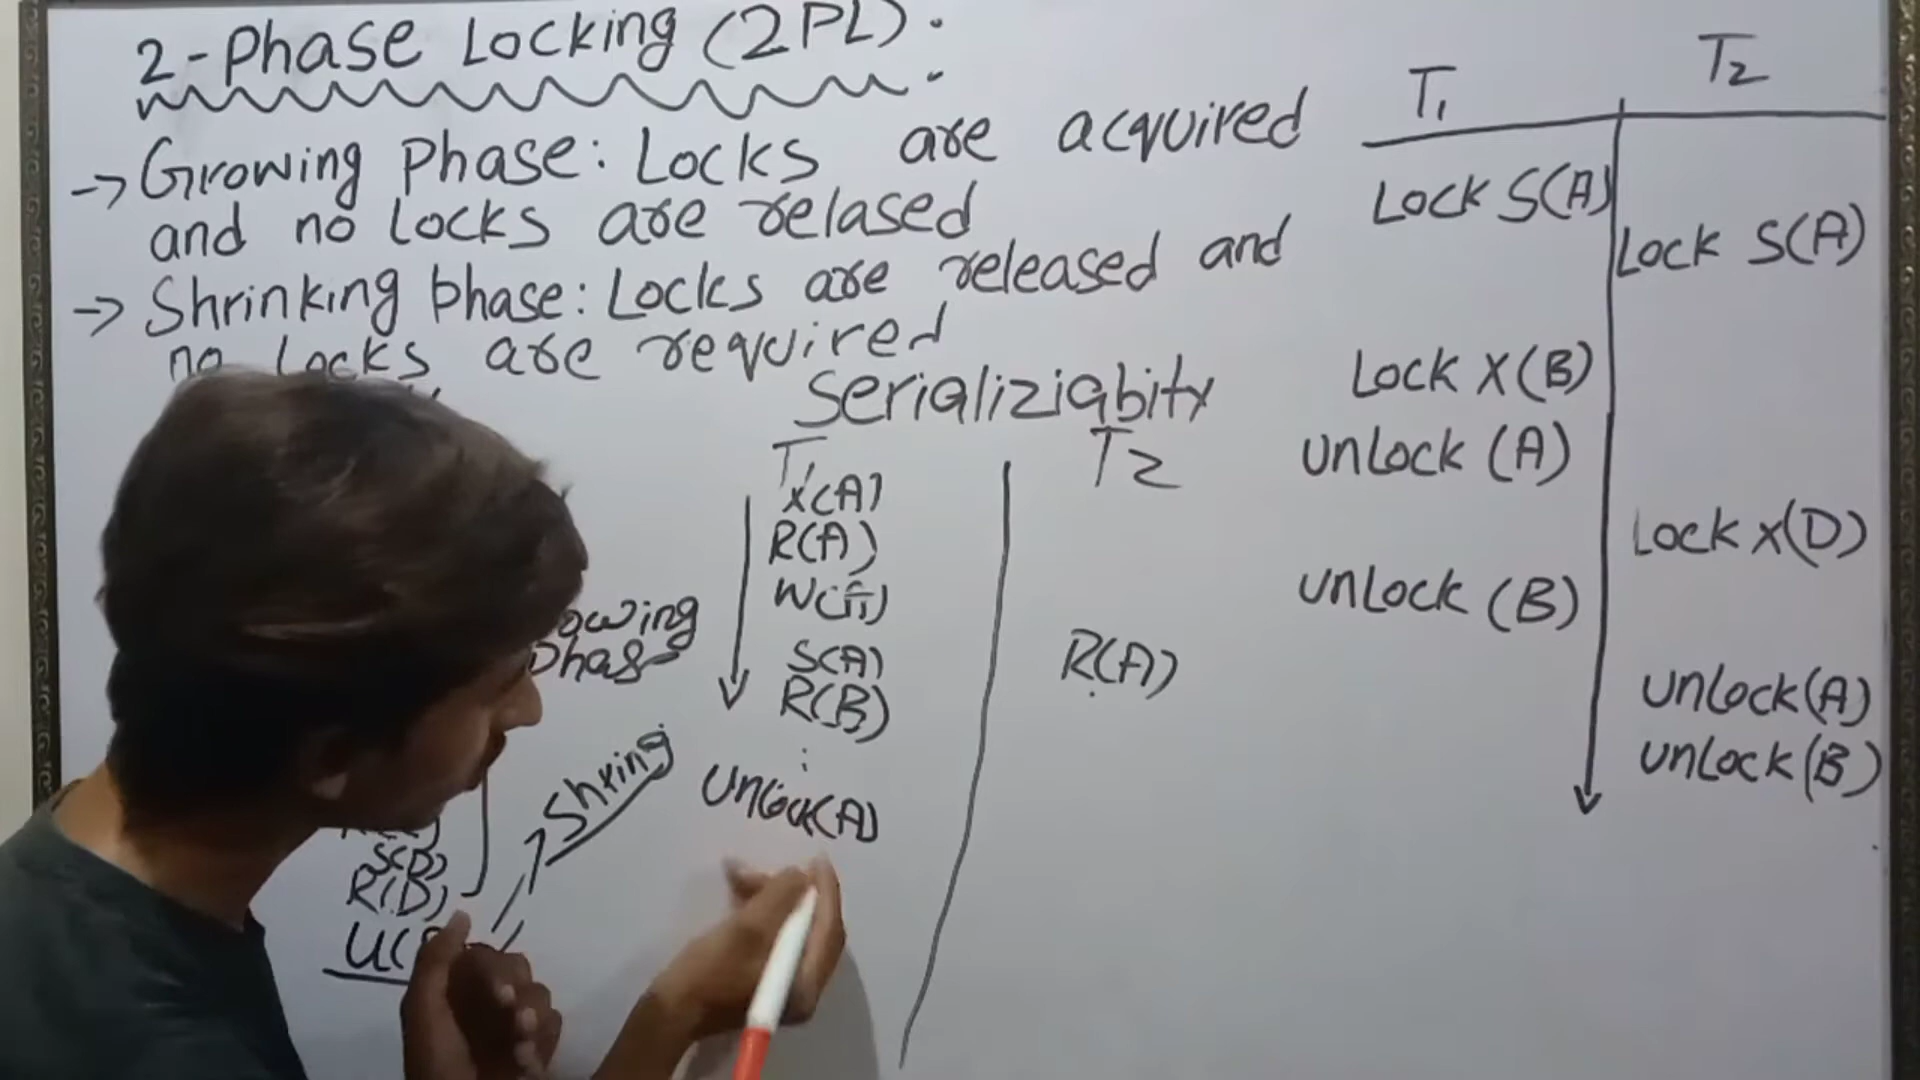 2-Phase Locking (2PL):
→ Growing Phase: Locks are acquired
and no locks are relased
→ Shrinking phase: Locks are released and
no locks are required
Serializiabity
T1 T2
X(A)
R(A)
W(A)
S(A)
R(B)
:
Unlock(A)
R(A)
owing
Phase
Shring
S(B)
R(B)
U(
T1 T2
Lock S(A)
Lock S(A)
Lock X(B)
Unlock (A)
Lock X(D)
Unlock (B)
Unlock(A)
Unlock(B)